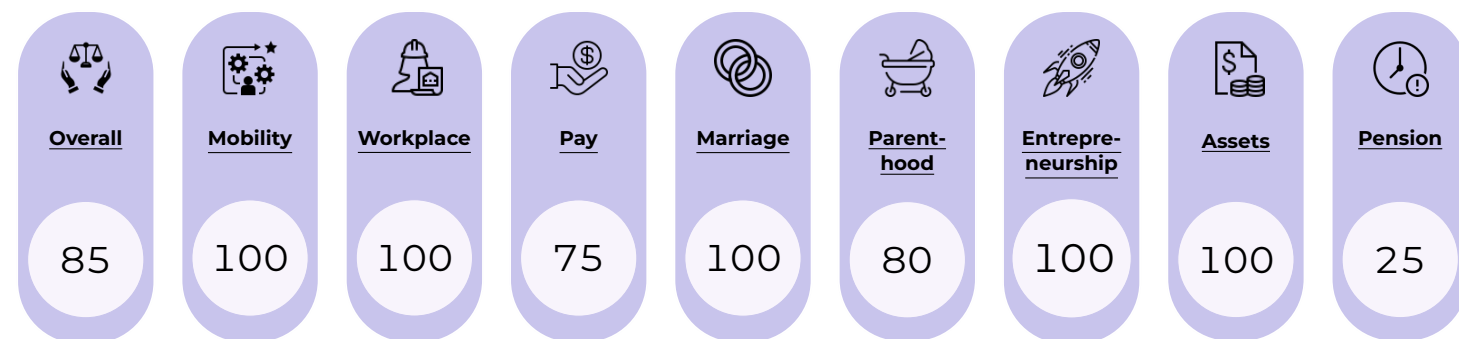 Overall
Mobility
Workplace
Pay
Marriage
Parent-
hood
Entrepre-
neurship
Assets
Pension
85
100
100
75
100
80
100
100
25